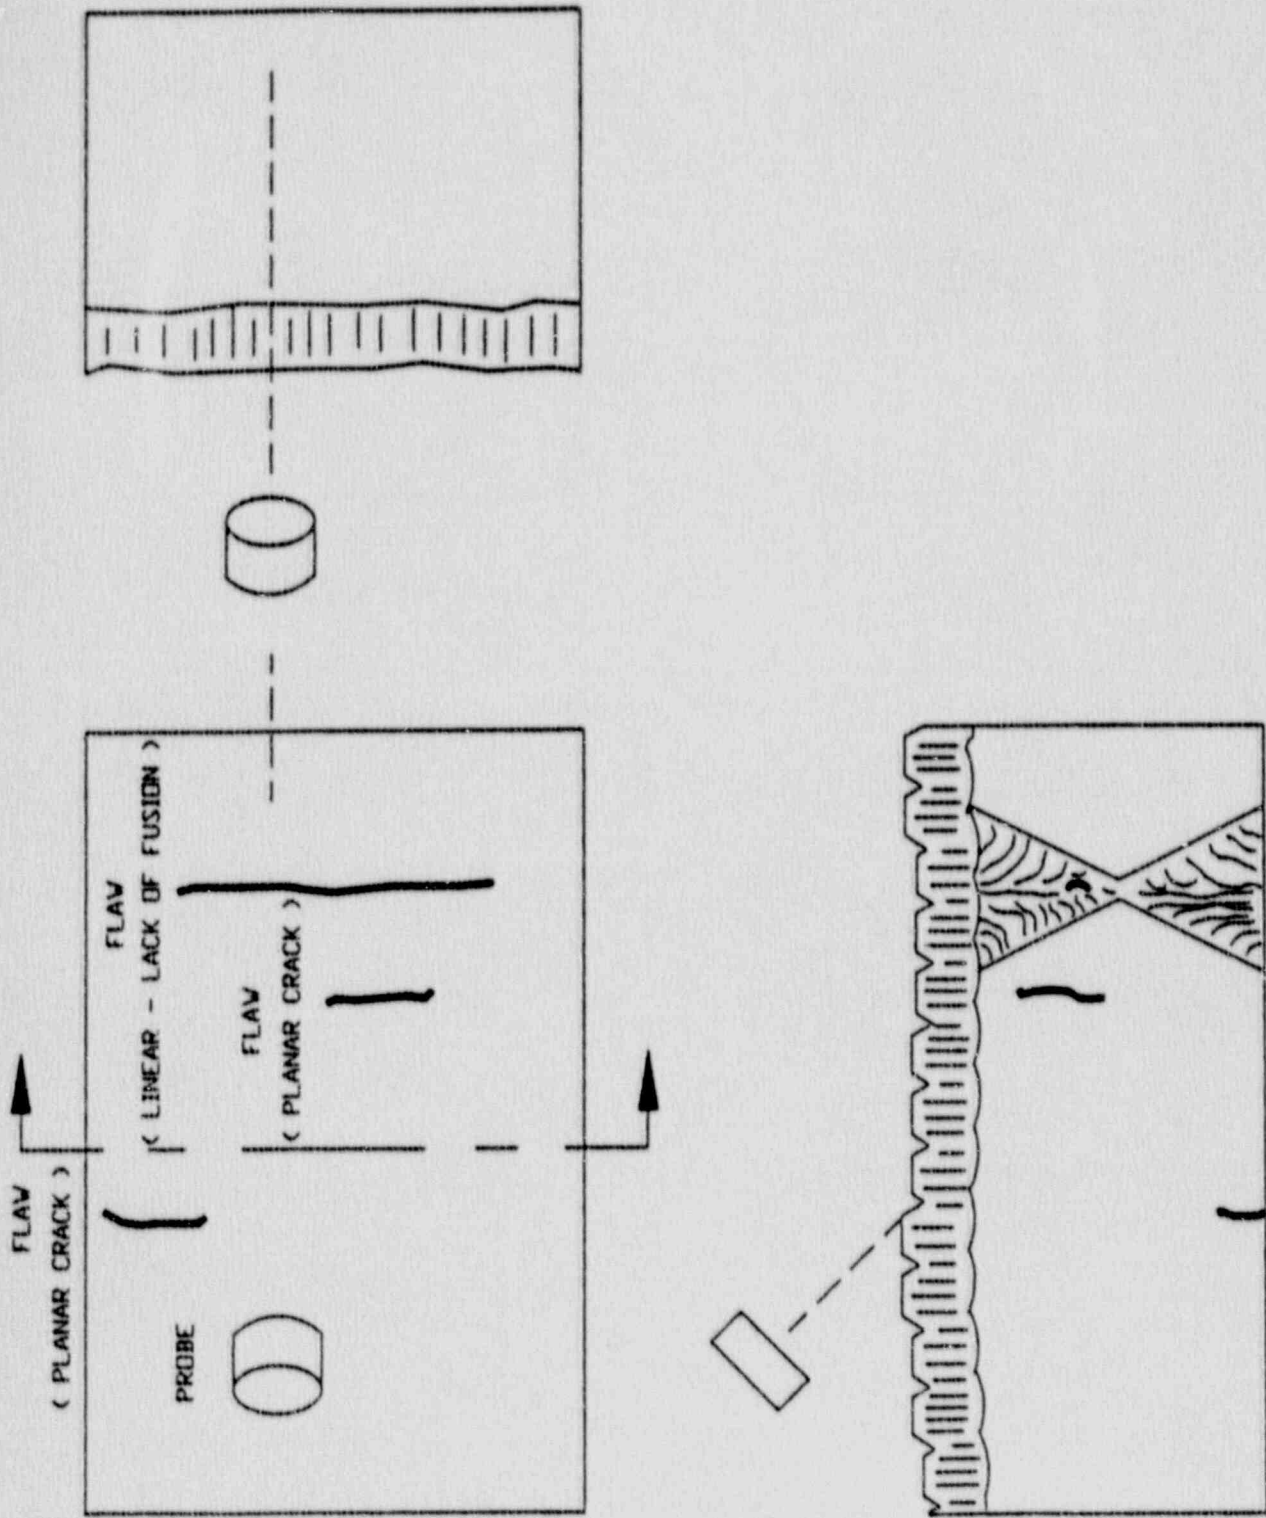 FLAW
( PLANAR CRACK )
FLAW
( LINEAR - LACK OF FUSION )
FLAW
( PLANAR CRACK )
PROBE